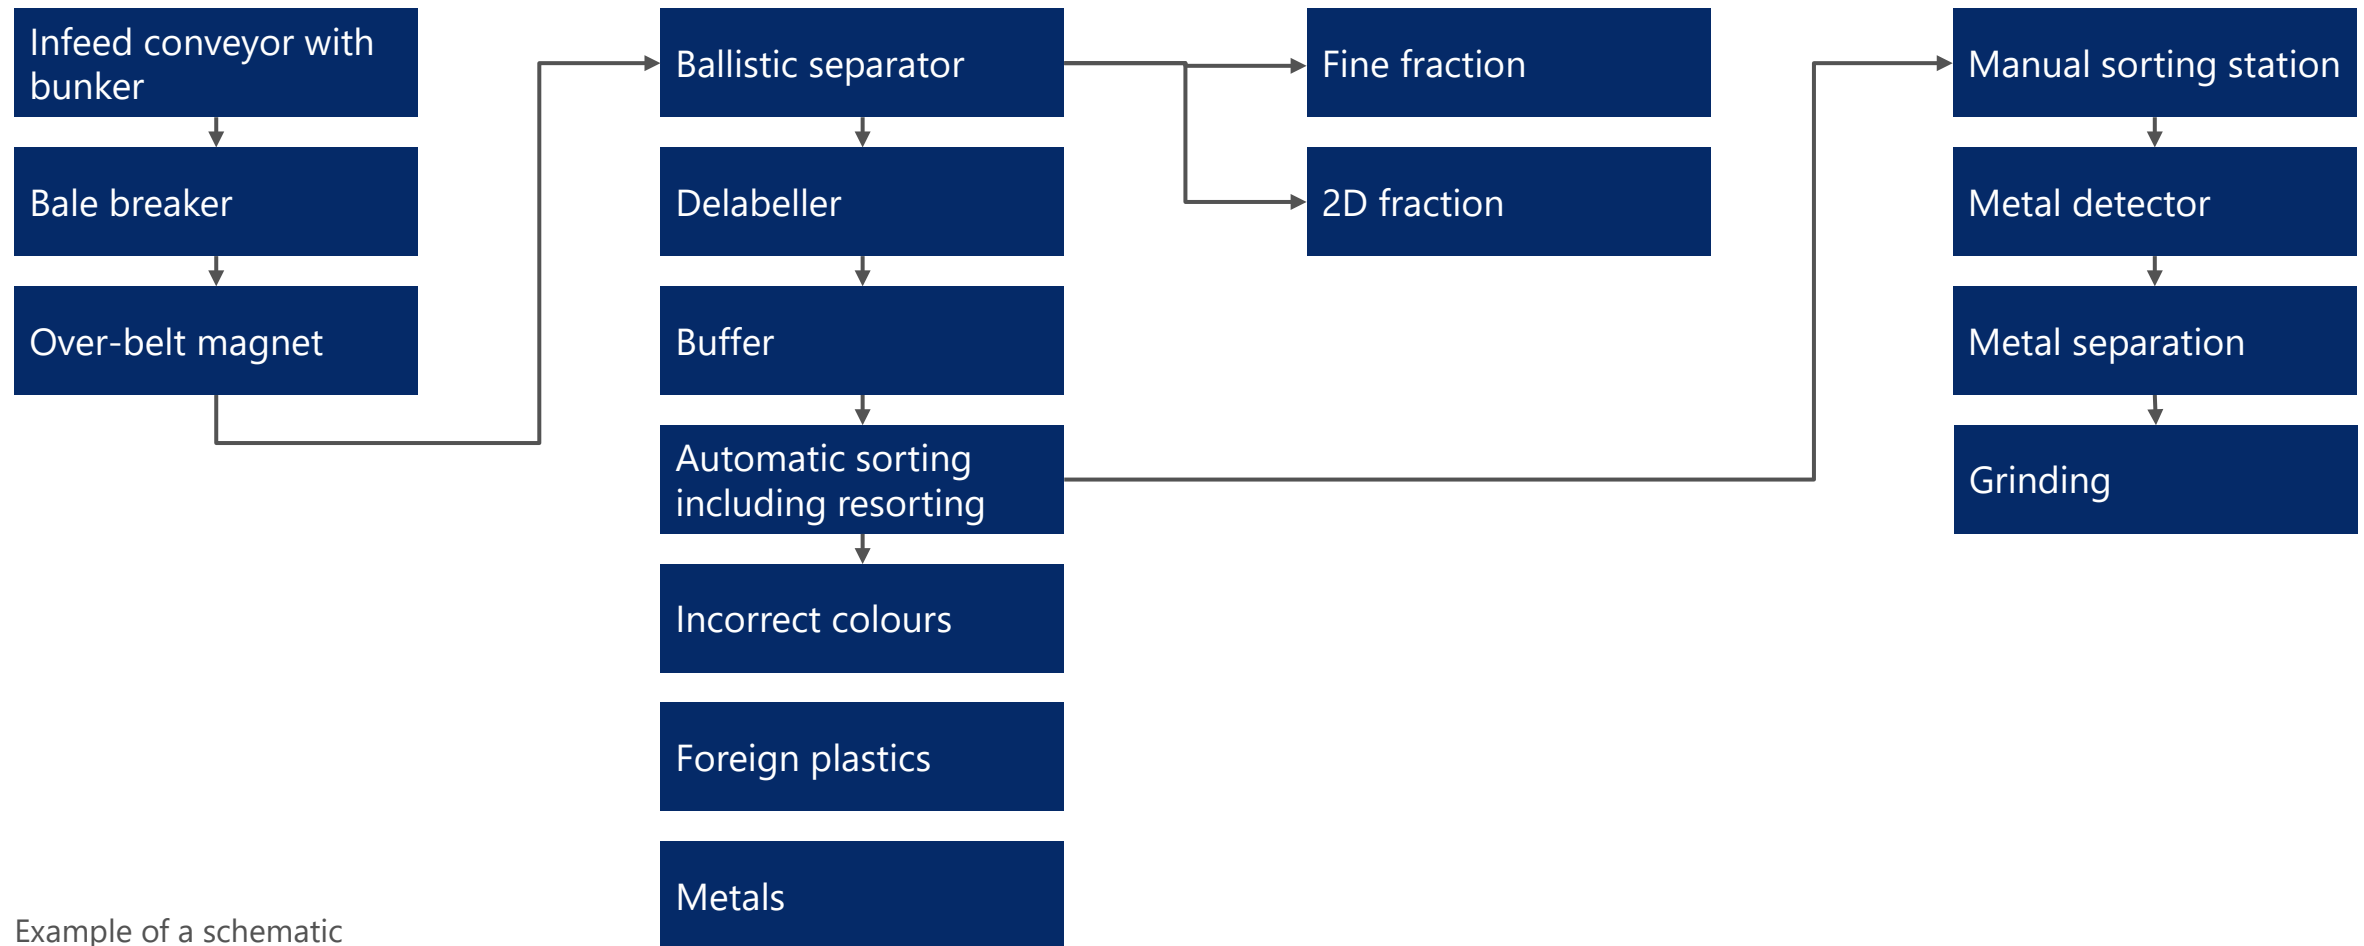 Infeed conveyor with
bunker
Bale breaker
Over-belt magnet
Ballistic separator
Delabeller
Buffer
Automatic sorting
including resorting
Incorrect colours
Foreign plastics
Metals
Fine fraction
2D fraction
Manual sorting station
Metal detector
Metal separation
Grinding
Example of a schematic